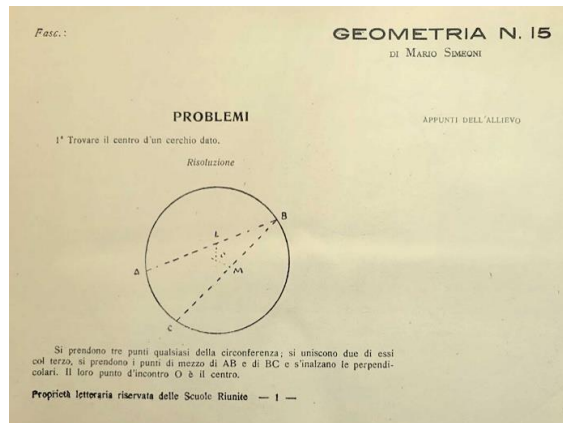 Fasc.:
GEOMETRIA N. 15
DI MARIO SIMEONI
PROBLEMI
APPUNTI DELL'ALLIEVO
1° Trovare il centro d'un cerchio dato.
Risoluzione
B
L
O
M
A
C
Si prendono tre punti qualsiasi della circonferenza; si uniscono due di essi
col terzo, si prendono i punti di mezzo di AB e di BC e s'inalzano le perpendi-
colari. Il loro punto d'incontro O è il centro.
Proprietà letteraria riservata delle Scuole Riunite — 1 —